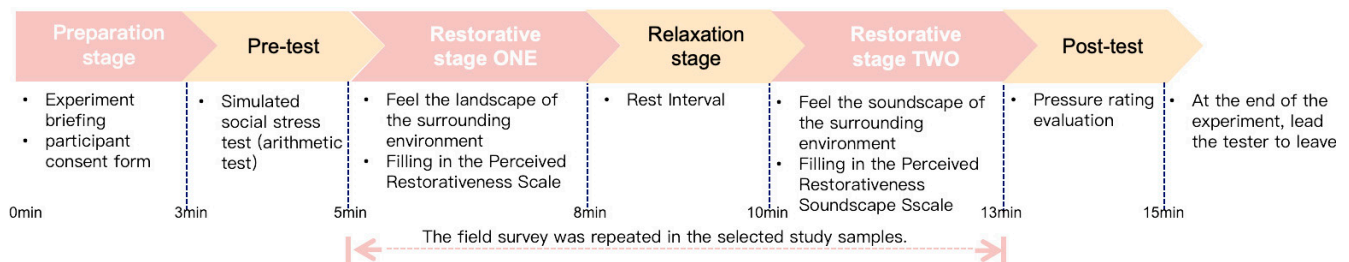 Preparation
stage
Pre-test
Restorative
stage ONE
Relaxation
stage
Restorative
stage TWO
Post-test
• Experiment
briefing
• participant
consent form
• Simulated
social stress
test (arithmetic
test)
• Feel the landscape of
the surrounding
environment
• Filling in the Perceived
Restorativeness Scale
• Rest Interval
• Feel the soundscape of
the surrounding
environment
• Filling in the Perceived
Restorativeness
Soundscape Sscale
• Pressure rating
evaluation
• At the end of the
experiment, lead
the tester to leave
0min
3min
5min
8min
10min
13min
15min
The field survey was repeated in the selected study samples.